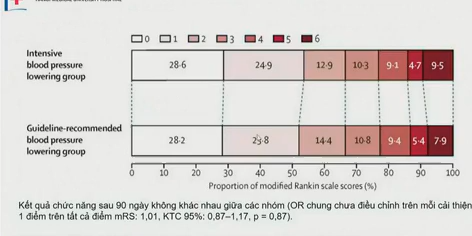 0 1 2 3 4 5 6
Intensive
blood pressure
lowering group
28·6 24·9 12·9 10·3 9·1 4·7 9·5
Guideline-recommended
blood pressure
lowering group
28·2 23·8 14·4 10·8 9·4 5·4 7·9
0 10 20 30 40 50 60 70 80 90 100
Proportion of modified Rankin scale scores (%)
Kết quả chức năng sau 90 ngày không khác nhau giữa các nhóm (OR chung chưa điều chỉnh trên mỗi cải thiện
1 điểm trên tất cả điểm mRS: 1,01, KTC 95%: 0,87–1,17, p = 0,87).